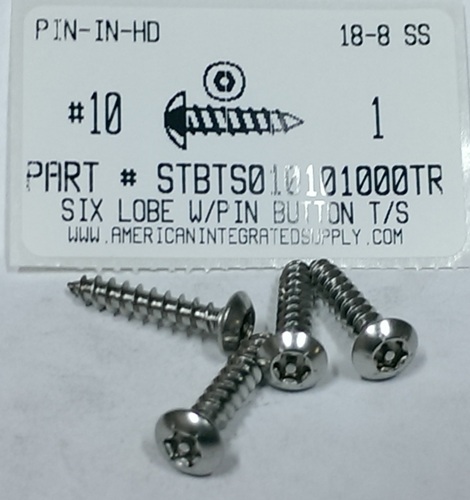 PIN-IN-HD 18-8 SS
#10 1
PART # STBTS010101000TR
SIX LOBE W/PIN BUTTON T/S
WWW.AMERICANINTEGRATEDSUPPLY.COM